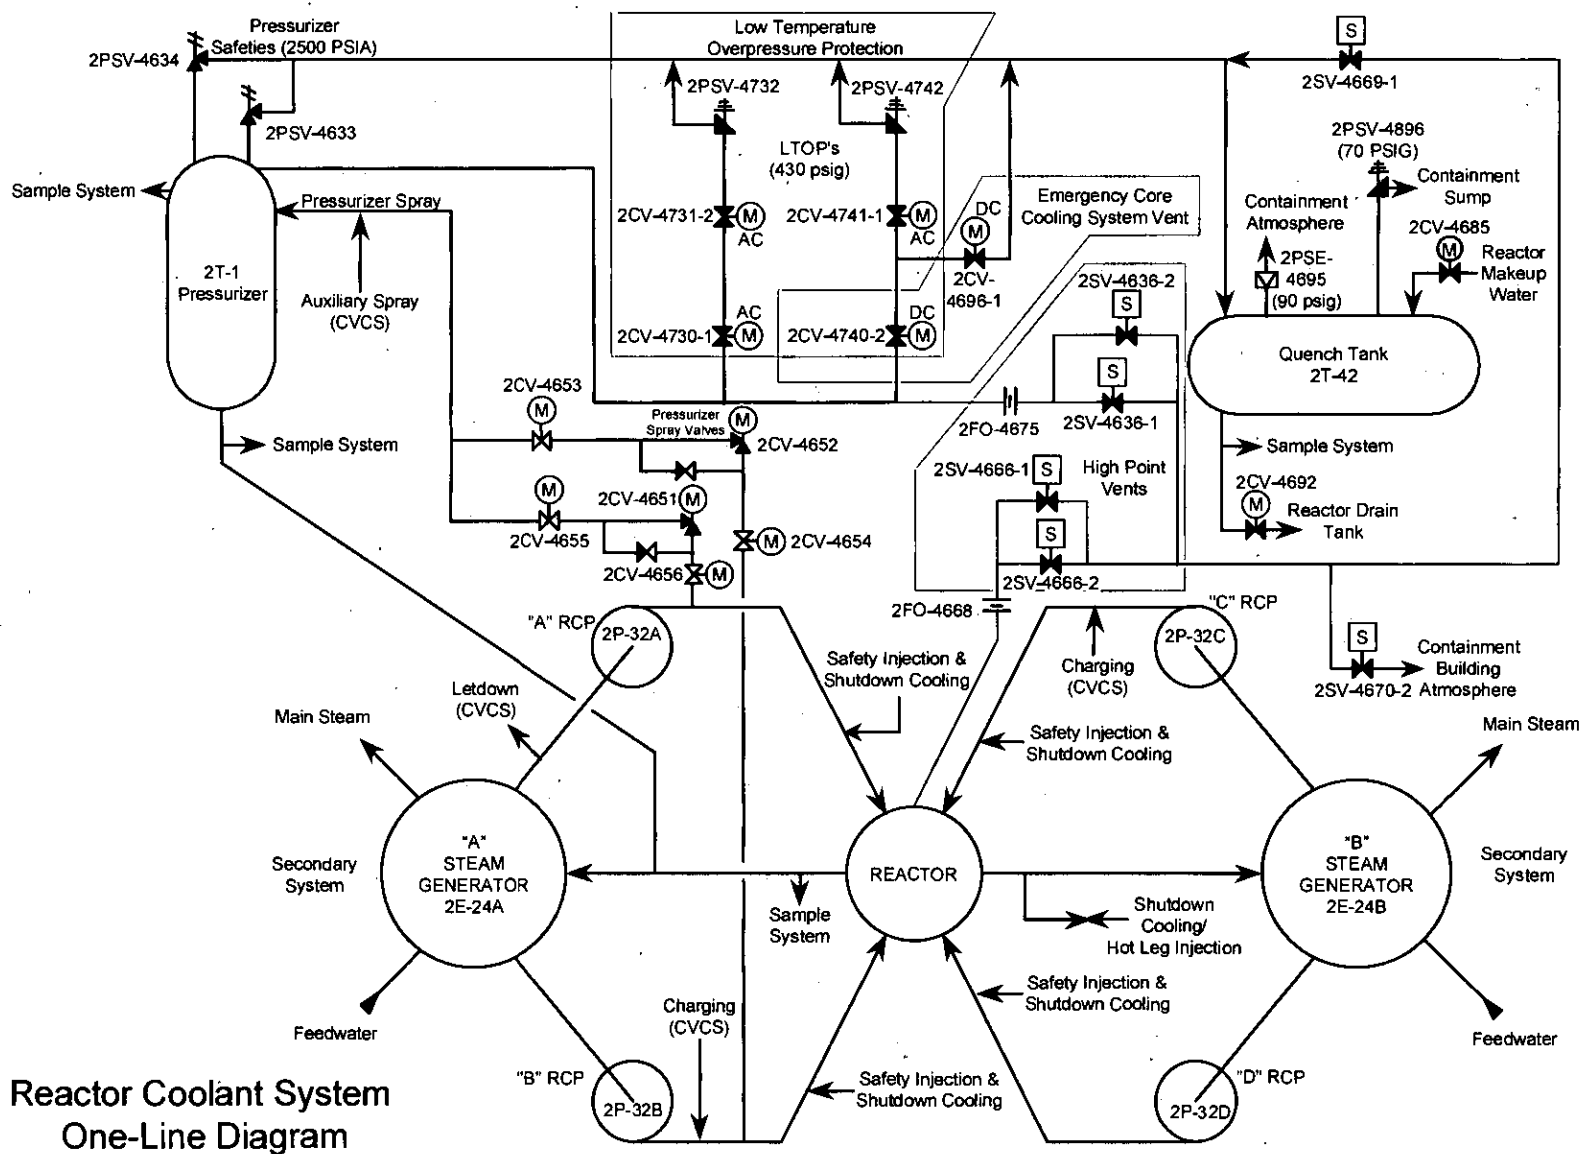 Pressurizer
Safeties (2500 PSIA)
2PSV-4634
2PSV-4633
Low Temperature
Overpressure Protection
2PSV-4732
2PSV-4742
LTOP's
(430 psig)
S
2SV-4669-1
2PSV-4896
(70 PSIG)
Containment
Sump
Containment
Atmosphere
2PSE-
4695
(90 psig)
2CV-4685
M
Reactor
Makeup
Water
Sample System
Pressurizer Spray
2T-1
Pressurizer
Auxiliary Spray
(CVCS)
2CV-4731-2
M
AC
2CV-4741-1
M
AC
DC
M
2CV-
4696-1
Emergency Core
Cooling System Vent
2CV-4730-1
AC
M
2CV-4740-2
DC
M
2SV-4636-2
S
S
2SV-4636-1
2FO-4675
Quench Tank
2T-42
Sample System
2CV-4692
M
Reactor Drain
Tank
Sample System
2CV-4653
M
Pressurizer
Spray Valves
M
2CV-4652
M
2CV-4655
2CV-4651
M
2CV-4656
M
M
2CV-4654
2SV-4666-1
S
S
2SV-4666-2
High Point
Vents
2FO-4668
S
2SV-4670-2
Containment
Building
Atmosphere
"A" RCP
2P-32A
"C" RCP
2P-32C
Letdown
(CVCS)
Main Steam
Safety Injection &
Shutdown Cooling
Charging
(CVCS)
Safety Injection &
Shutdown Cooling
Main Steam
Secondary
System
"A"
STEAM
GENERATOR
2E-24A
Sample
System
REACTOR
Shutdown
Cooling/
Hot Leg Injection
"B"
STEAM
GENERATOR
2E-24B
Secondary
System
Feedwater
Charging
(CVCS)
Safety Injection &
Shutdown Cooling
Feedwater
"B" RCP
2P-32B
Safety Injection &
Shutdown Cooling
"D" RCP
2P-32D
Reactor Coolant System
One-Line Diagram